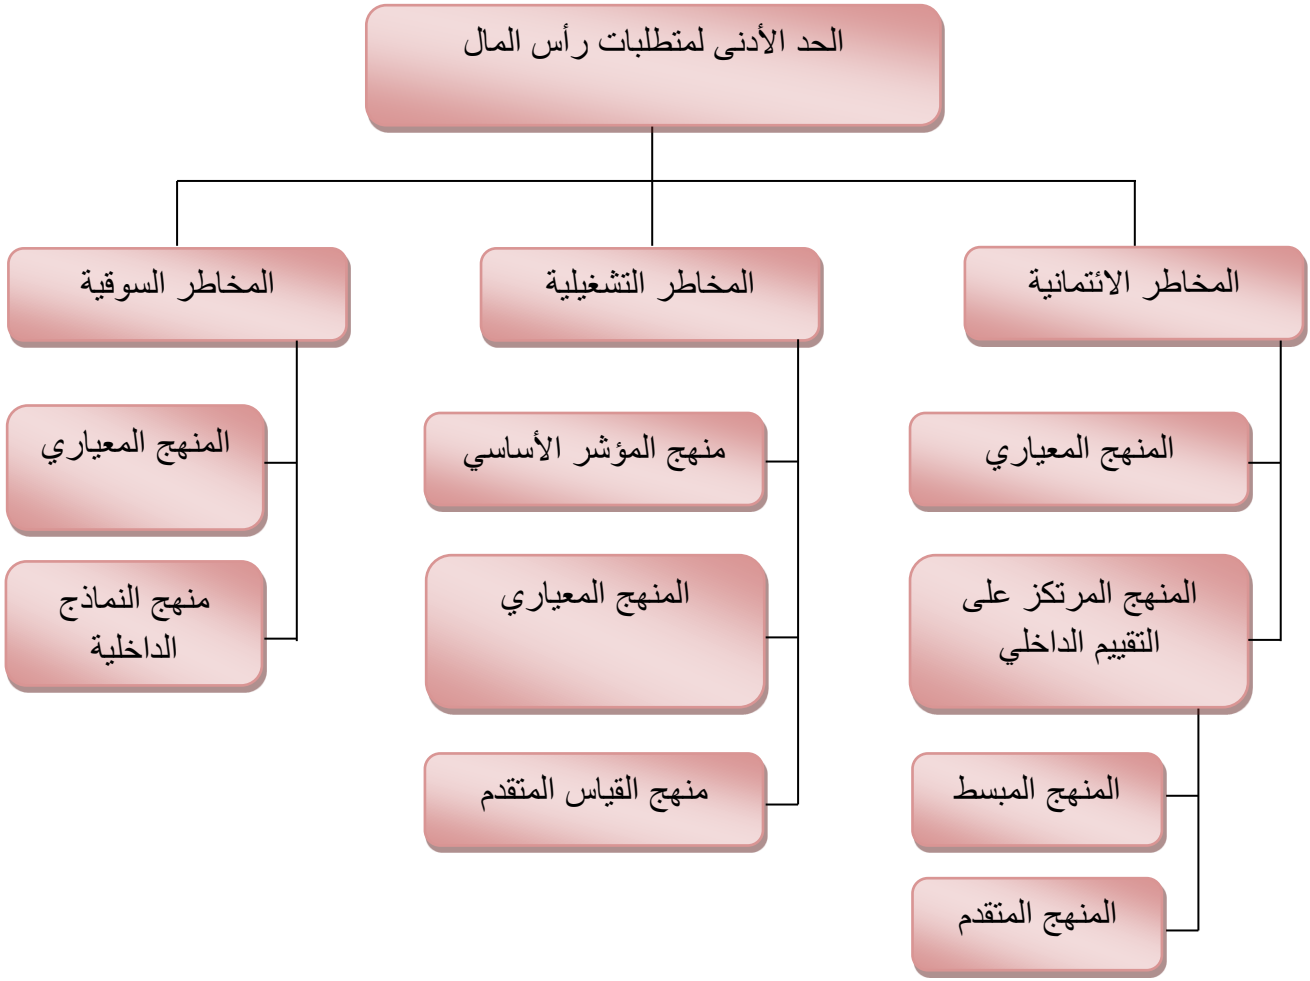 الحد الأدنى لمتطلبات رأس المال
المخاطر الائتمانية
المنهج المعياري
المنهج المرتكز على
التقييم الداخلي
المنهج المبسط
المنهج المتقدم
المخاطر التشغيلية
منهج المؤشر الأساسي
المنهج المعياري
منهج القياس المتقدم
المخاطر السوقية
المنهج المعياري
منهج النماذج
الداخلية